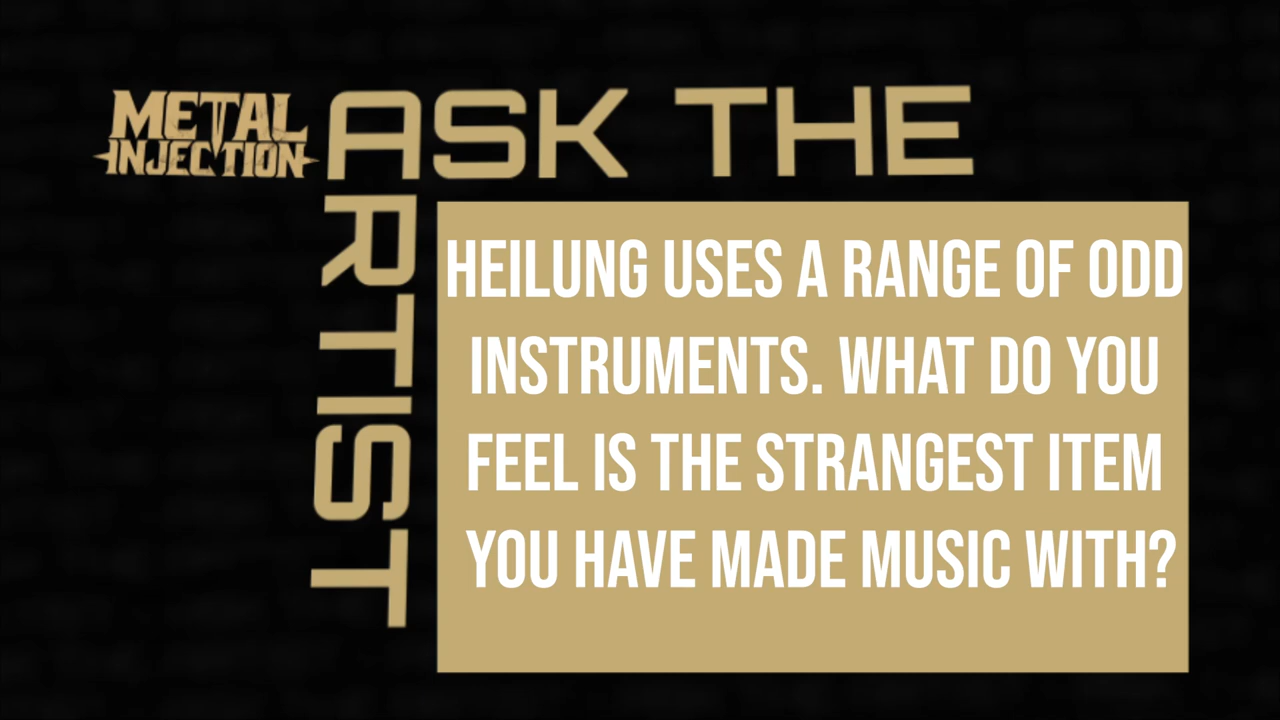 METAL
INJECTION
ASK THE
ARTIST
HEILUNG USES A RANGE OF ODD
INSTRUMENTS. WHAT DO YOU
FEEL IS THE STRANGEST ITEM
YOU HAVE MADE MUSIC WITH?